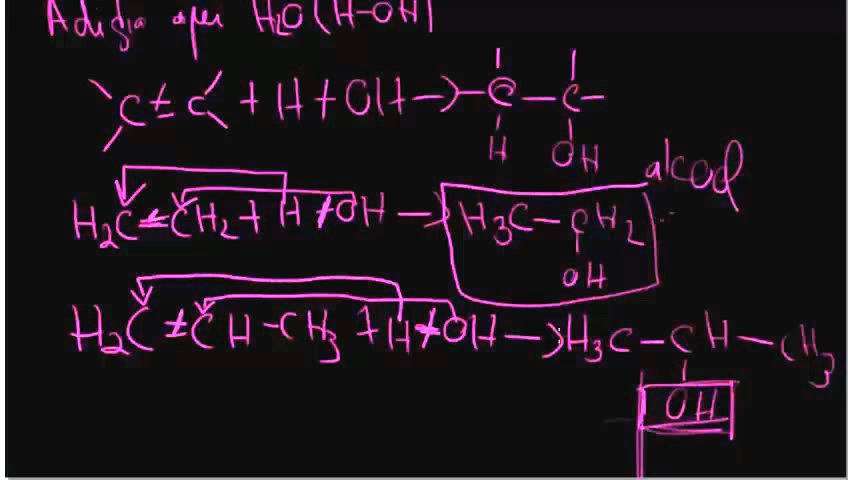 Adiția apei H₂O (H-OH)
C=C + H+OH → C-C-
H OH
alcool
H₂C=CH₂ + H+OH → H₃C-CH₂
OH
H₂C=CH-CH₃ + H+OH → H₃C-CH-CH₃
OH